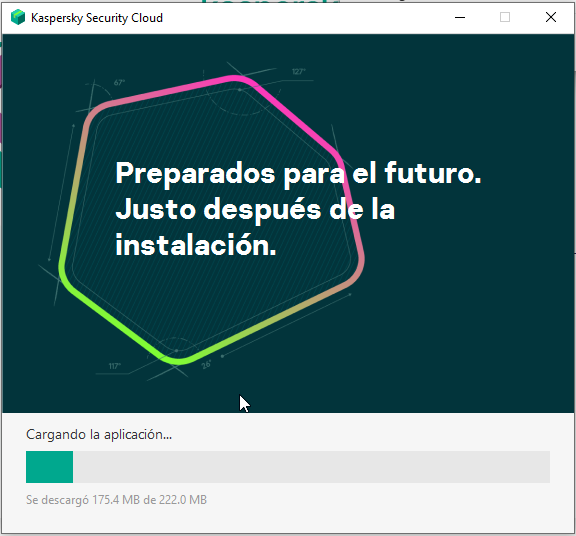 Kaspersky Security Cloud
67°
127°
Preparados para el futuro.
Justo después de la
instalación.
117°
26°
Cargando la aplicación...
Se descargó 175.4 MB de 222.0 MB